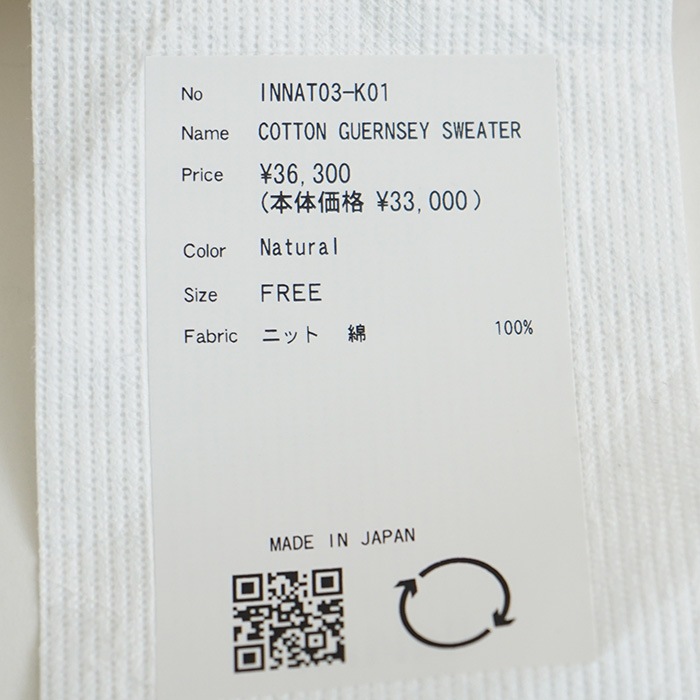 No INNAT03-K01
Name COTTON GUERNSEY SWEATER
Price ¥36,300
(本体価格 ¥33,000)
Color Natural
Size FREE
Fabric ニット 綿 100%
MADE IN JAPAN